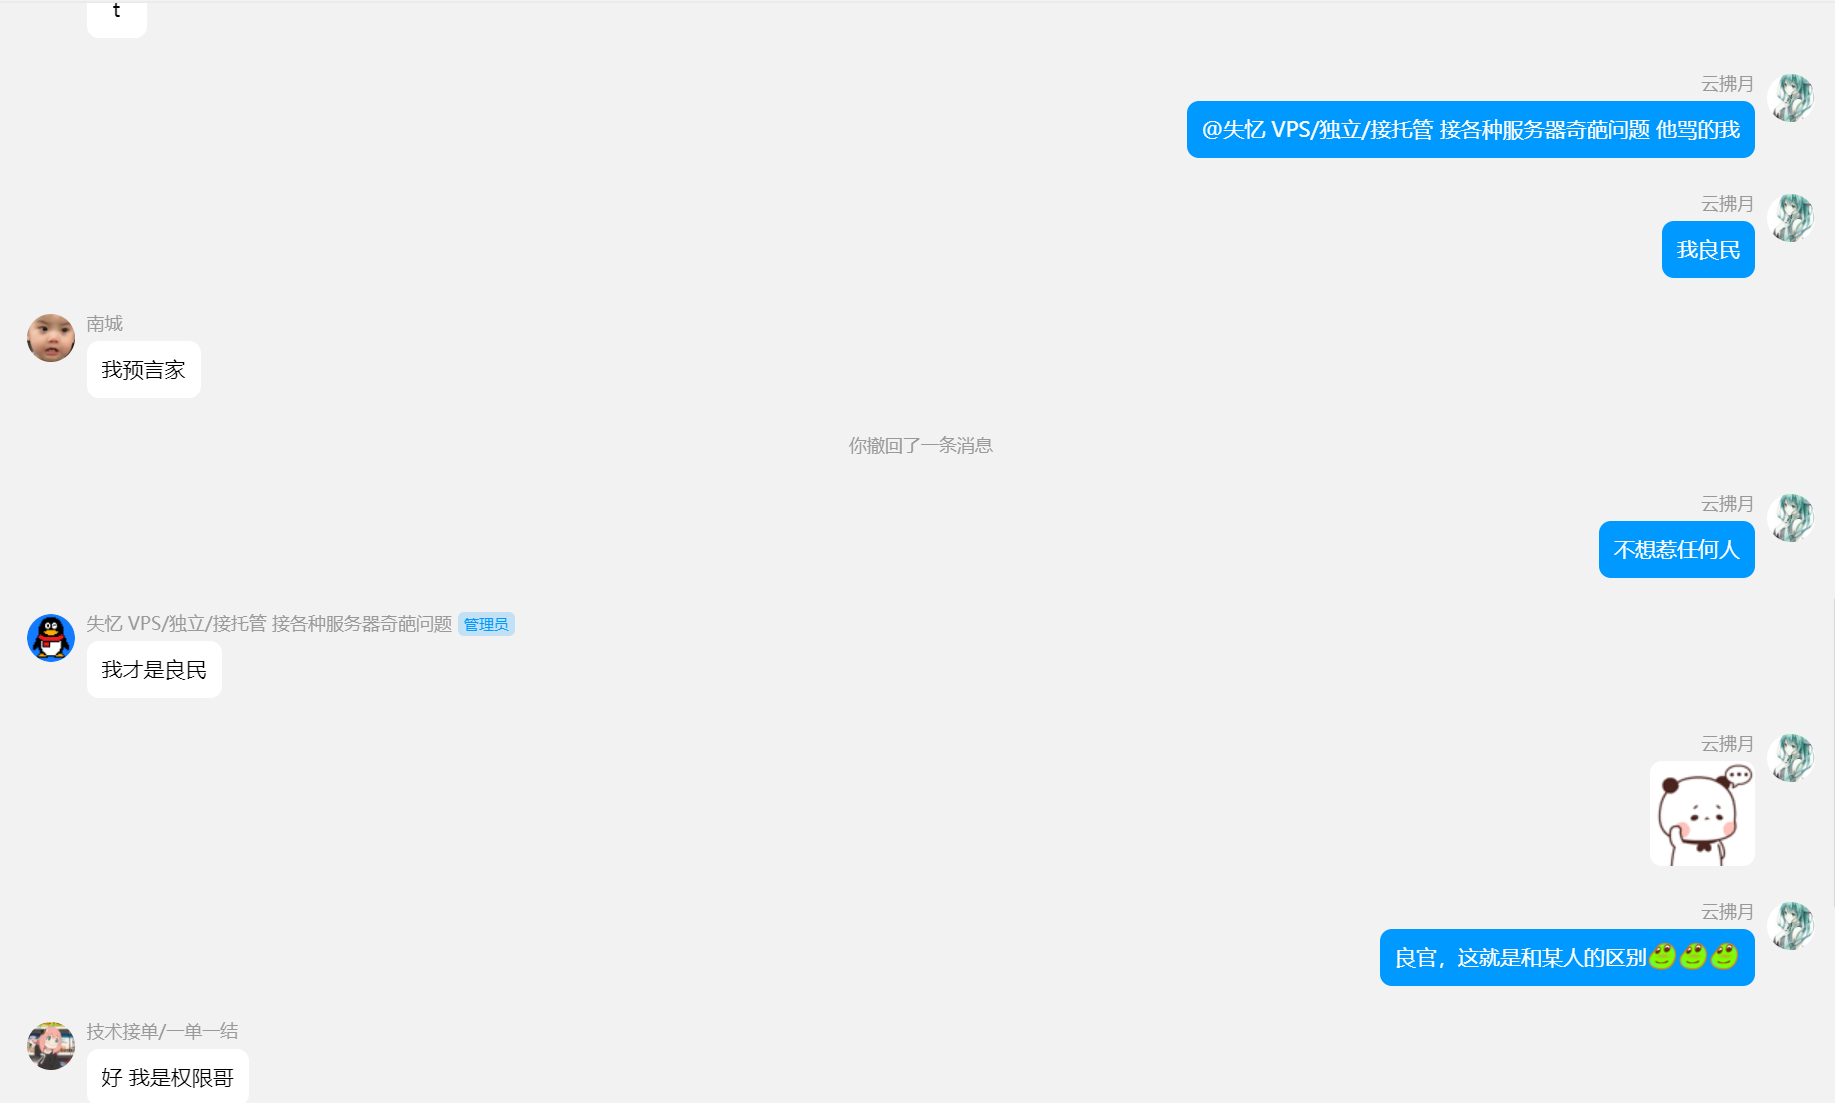 t
云拂月
@失忆 VPS/独立/接托管 接各种服务器奇葩问题 他骂的我
云拂月
我良民
南城
我预言家
你撤回了一条消息
云拂月
不想惹任何人
失忆 VPS/独立/接托管 接各种服务器奇葩问题 管理员
我才是良民
云拂月
云拂月
良官，这就是和某人的区别
技术接单/一单一结
好 我是权限哥